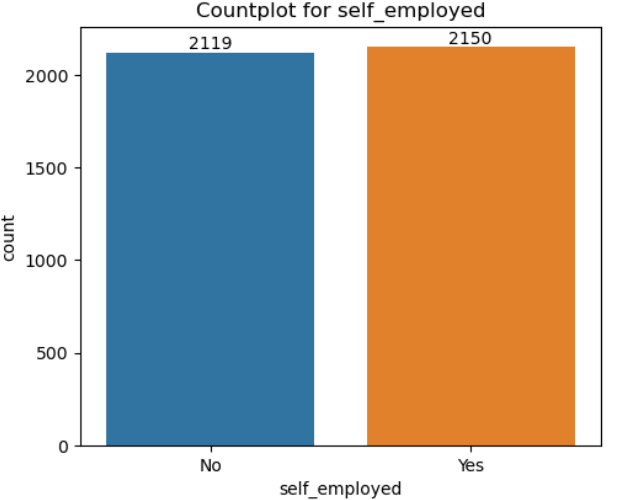 Countplot for self_employed
2119
2150
2000
1500
1000
500
0
count
No
Yes
self_employed